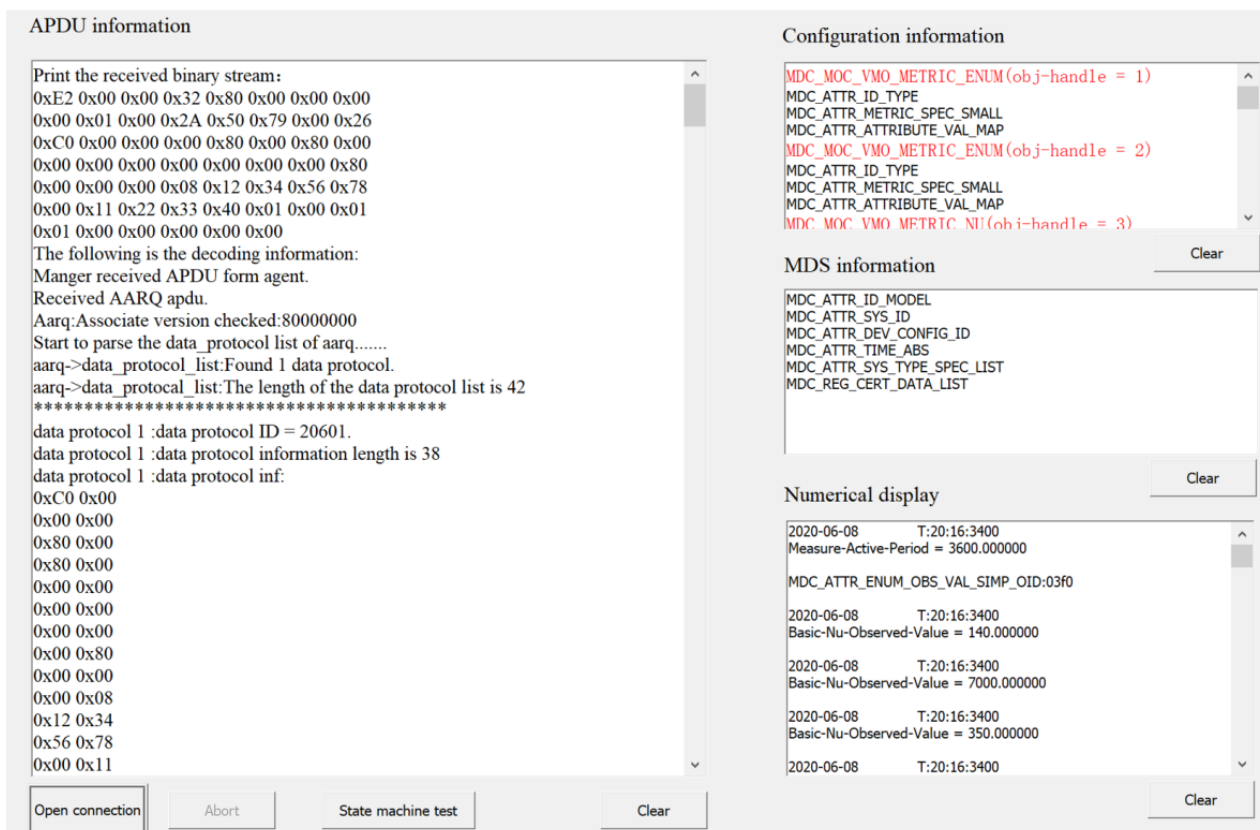 APDU information
Print the received binary stream：
0xE2 0x00 0x00 0x32 0x80 0x00 0x00 0x00
0x00 0x01 0x00 0x2A 0x50 0x79 0x00 0x26
0xC0 0x00 0x00 0x00 0x80 0x00 0x80 0x00
0x00 0x00 0x00 0x00 0x00 0x00 0x00 0x80
0x00 0x00 0x00 0x08 0x12 0x34 0x56 0x78
0x00 0x11 0x22 0x33 0x40 0x01 0x00 0x01
0x01 0x00 0x00 0x00 0x00 0x00
The following is the decoding information:
Manger received APDU form agent.
Received AARQ apdu.
Aarq:Associate version checked:80000000
Start to parse the data_protocol list of aarq.......
aarq->data_protocol_list:Found 1 data protocol.
aarq->data_protocal_list:The length of the data protocol list is 42
*****************************************
data protocol 1 :data protocol ID = 20601.
data protocol 1 :data protocol information length is 38
data protocol 1 :data protocol inf:
0xC0 0x00
0x00 0x00
0x80 0x00
0x80 0x00
0x00 0x00
0x00 0x00
0x00 0x00
0x00 0x80
0x00 0x00
0x00 0x08
0x12 0x34
0x56 0x78
0x00 0x11
Open connection
Abort
State machine test
Clear
Configuration information
MDC_MOC_VMO_METRIC_ENUM(obj-handle = 1)
MDC_ATTR_ID_TYPE
MDC_ATTR_METRIC_SPEC_SMALL
MDC_ATTR_ATTRIBUTE_VAL_MAP
MDC_MOC_VMO_METRIC_ENUM(obj-handle = 2)
MDC_ATTR_ID_TYPE
MDC_ATTR_METRIC_SPEC_SMALL
MDC_ATTR_ATTRIBUTE_VAL_MAP
MDC_MOC_VMO_METRIC_NU(obj-handle = 3)
Clear
MDS information
MDC_ATTR_ID_MODEL
MDC_ATTR_SYS_ID
MDC_ATTR_DEV_CONFIG_ID
MDC_ATTR_TIME_ABS
MDC_ATTR_SYS_TYPE_SPEC_LIST
MDC_REG_CERT_DATA_LIST
Clear
Numerical display
2020-06-08 T:20:16:3400
Measure-Active-Period = 3600.000000
MDC_ATTR_ENUM_OBS_VAL_SIMP_OID:03f0
2020-06-08 T:20:16:3400
Basic-Nu-Observed-Value = 140.000000
2020-06-08 T:20:16:3400
Basic-Nu-Observed-Value = 7000.000000
2020-06-08 T:20:16:3400
Basic-Nu-Observed-Value = 350.000000
2020-06-08 T:20:16:3400
Clear